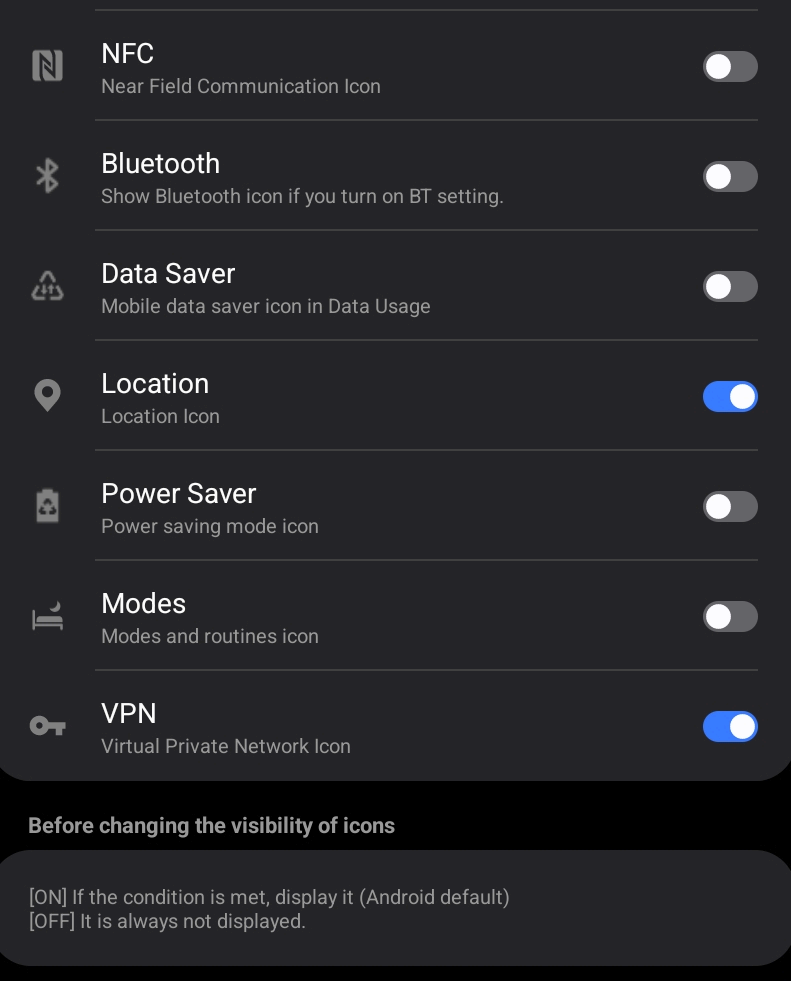 NFC
Near Field Communication Icon
Bluetooth
Show Bluetooth icon if you turn on BT setting.
Data Saver
Mobile data saver icon in Data Usage
Location
Location Icon
Power Saver
Power saving mode icon
Modes
Modes and routines icon
VPN
Virtual Private Network Icon
Before changing the visibility of icons
[ON] If the condition is met, display it (Android default)
[OFF] It is always not displayed.